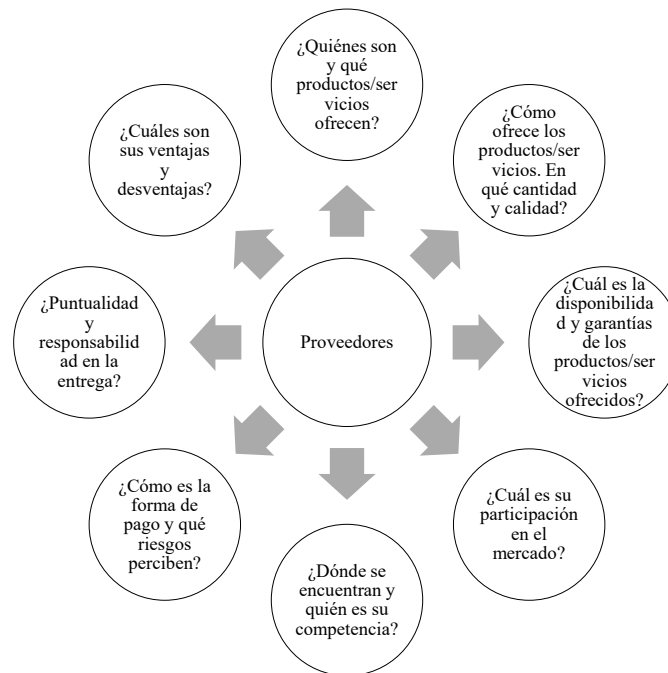 ¿Quiénes son
y qué
productos/ser
vicios
ofrecen?
¿Cómo
ofrece los
productos/ser
vicios. En
qué cantidad
y calidad?
¿Cuál es la
disponibilida
d y garantías
de los
productos/ser
vicios
ofrecidos?
¿Cuál es su
participación
en el
mercado?
¿Dónde se
encuentran y
quién es su
competencia?
¿Cómo es la
forma de
pago y qué
riesgos
perciben?
¿Puntualidad
y
responsabilid
ad en la
entrega?
¿Cuáles son
sus ventajas
y
desventajas?
Proveedores